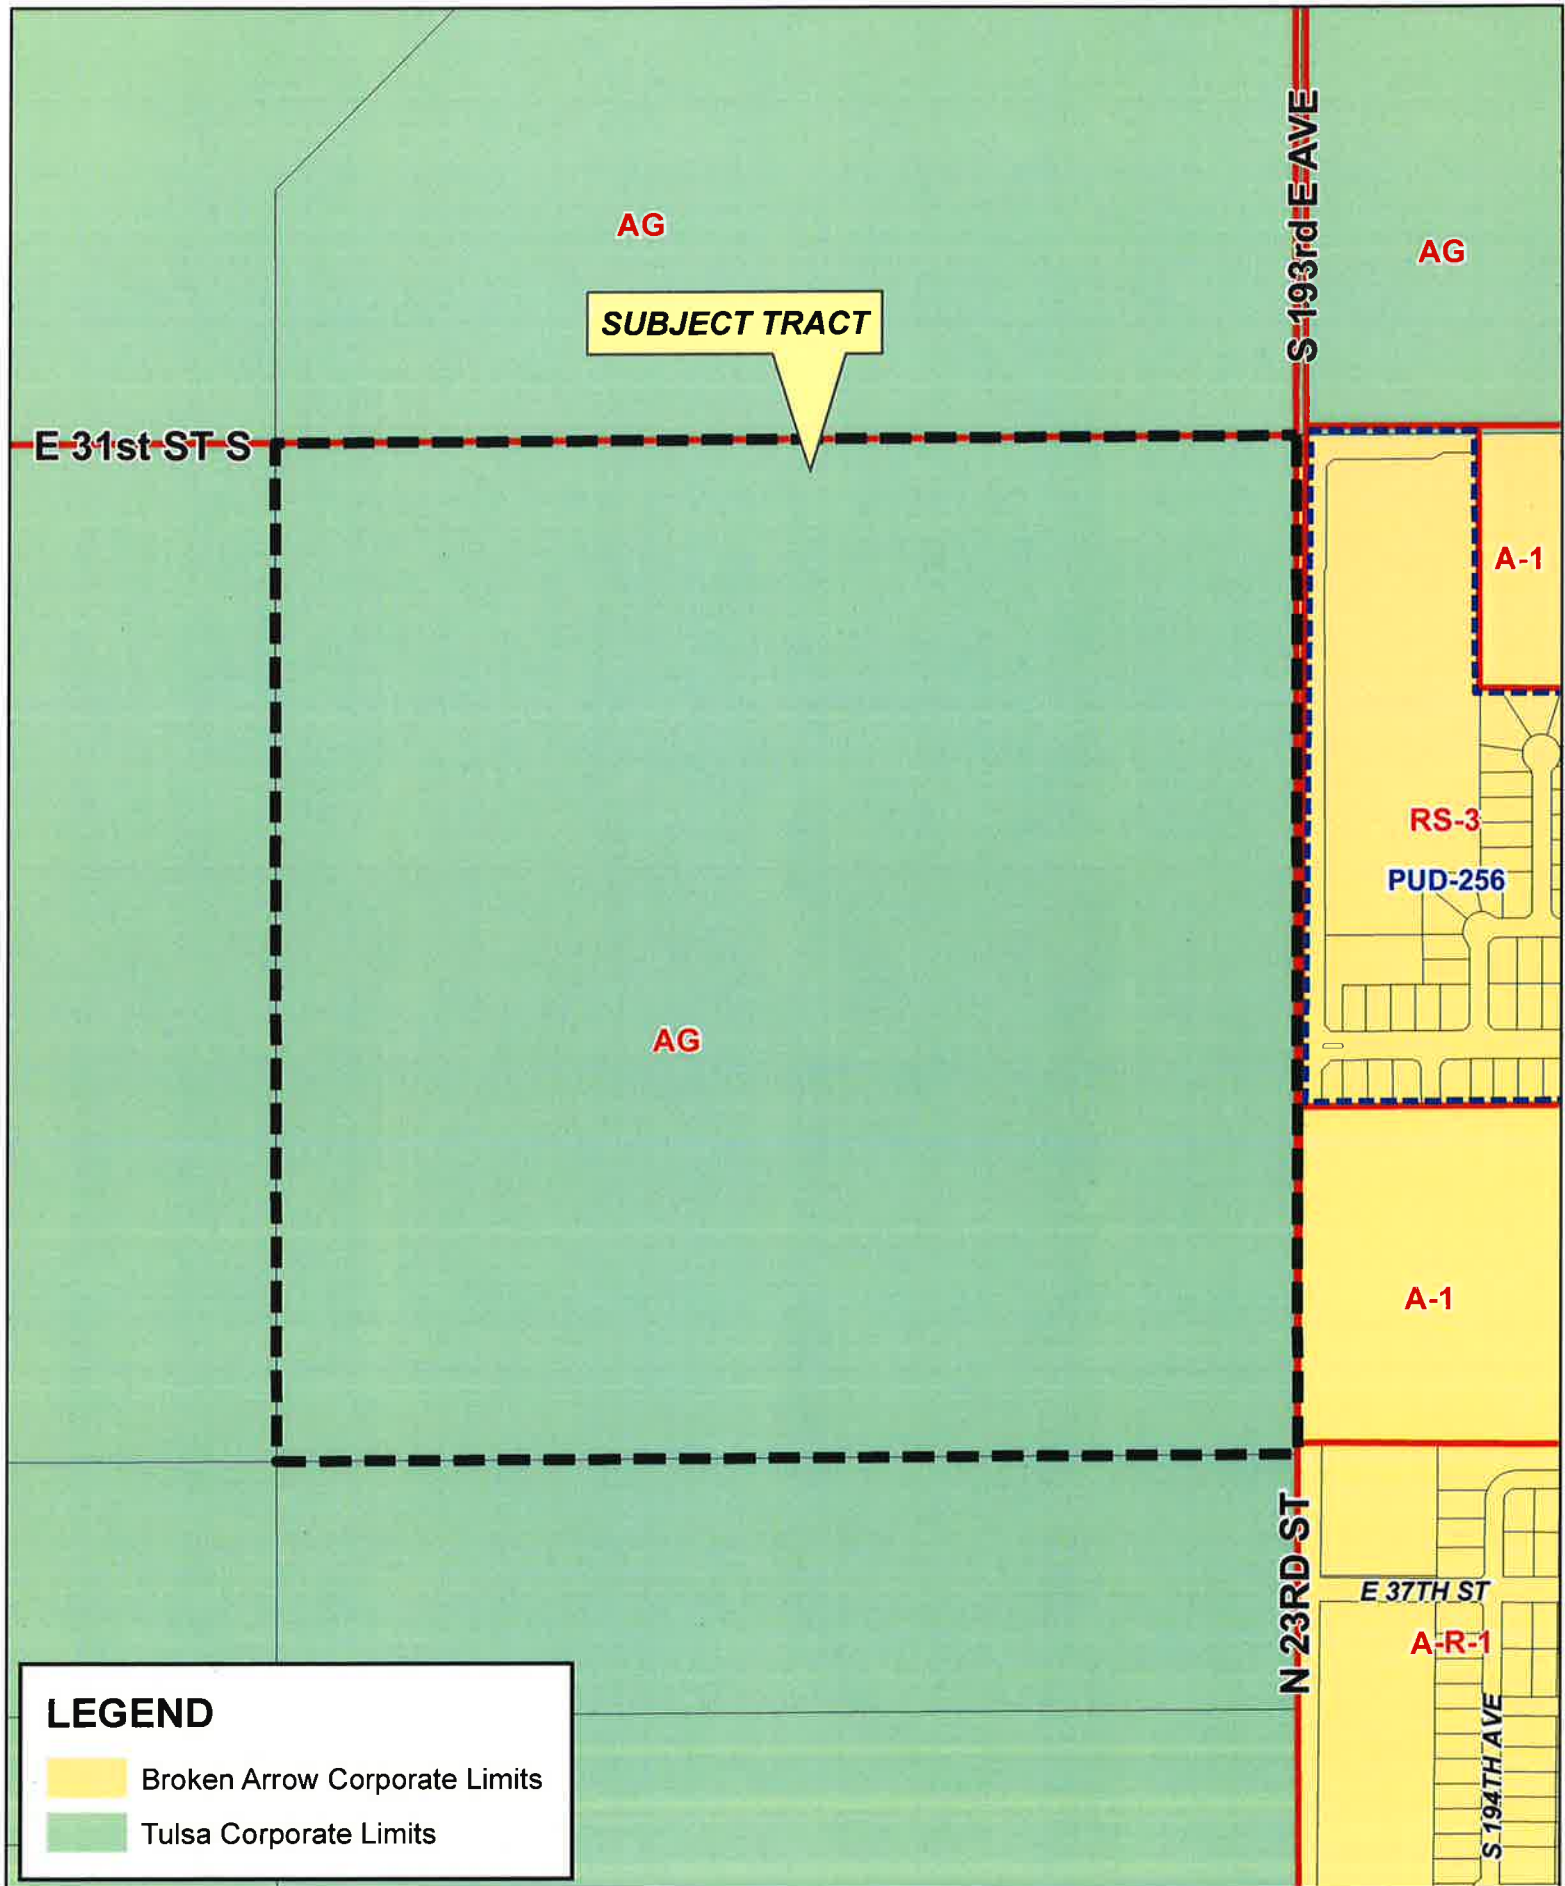 S 193rd E AVE
AG
AG
SUBJECT TRACT
E 31st ST S
A-1
RS-3
PUD-256
AG
A-1
N 23RD ST
E 37TH ST
A-R-1
S 194TH AVE
LEGEND
Broken Arrow Corporate Limits
Tulsa Corporate Limits